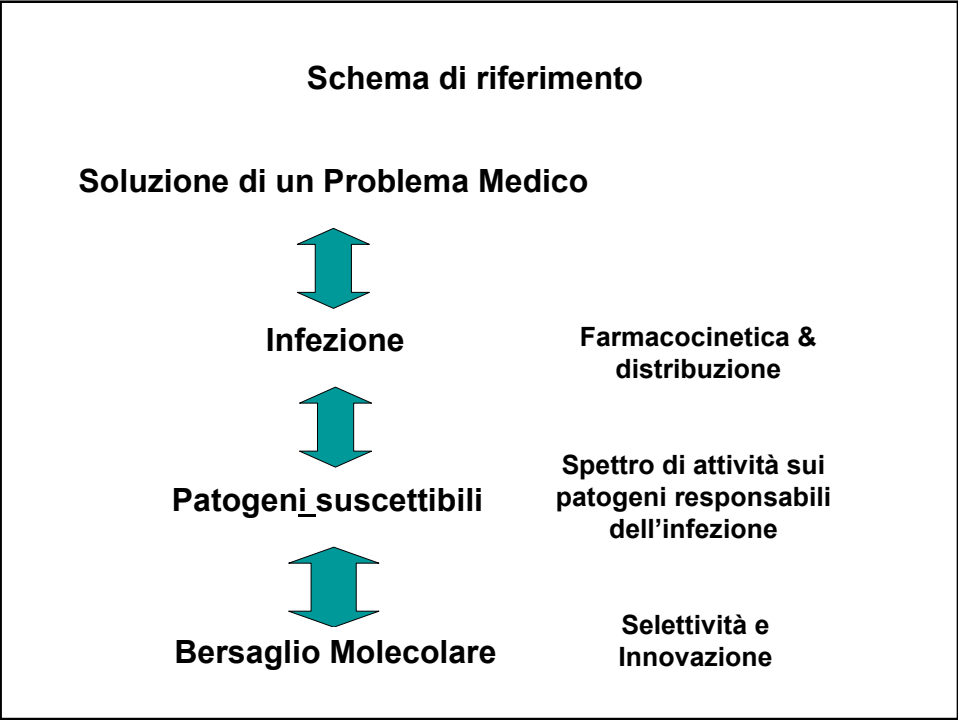 Schema di riferimento
Soluzione di un Problema Medico
Infezione
Farmacocinetica &
distribuzione
Patogeni suscettibili
Spettro di attività sui
patogeni responsabili
dell’infezione
Bersaglio Molecolare
Selettività e
Innovazione